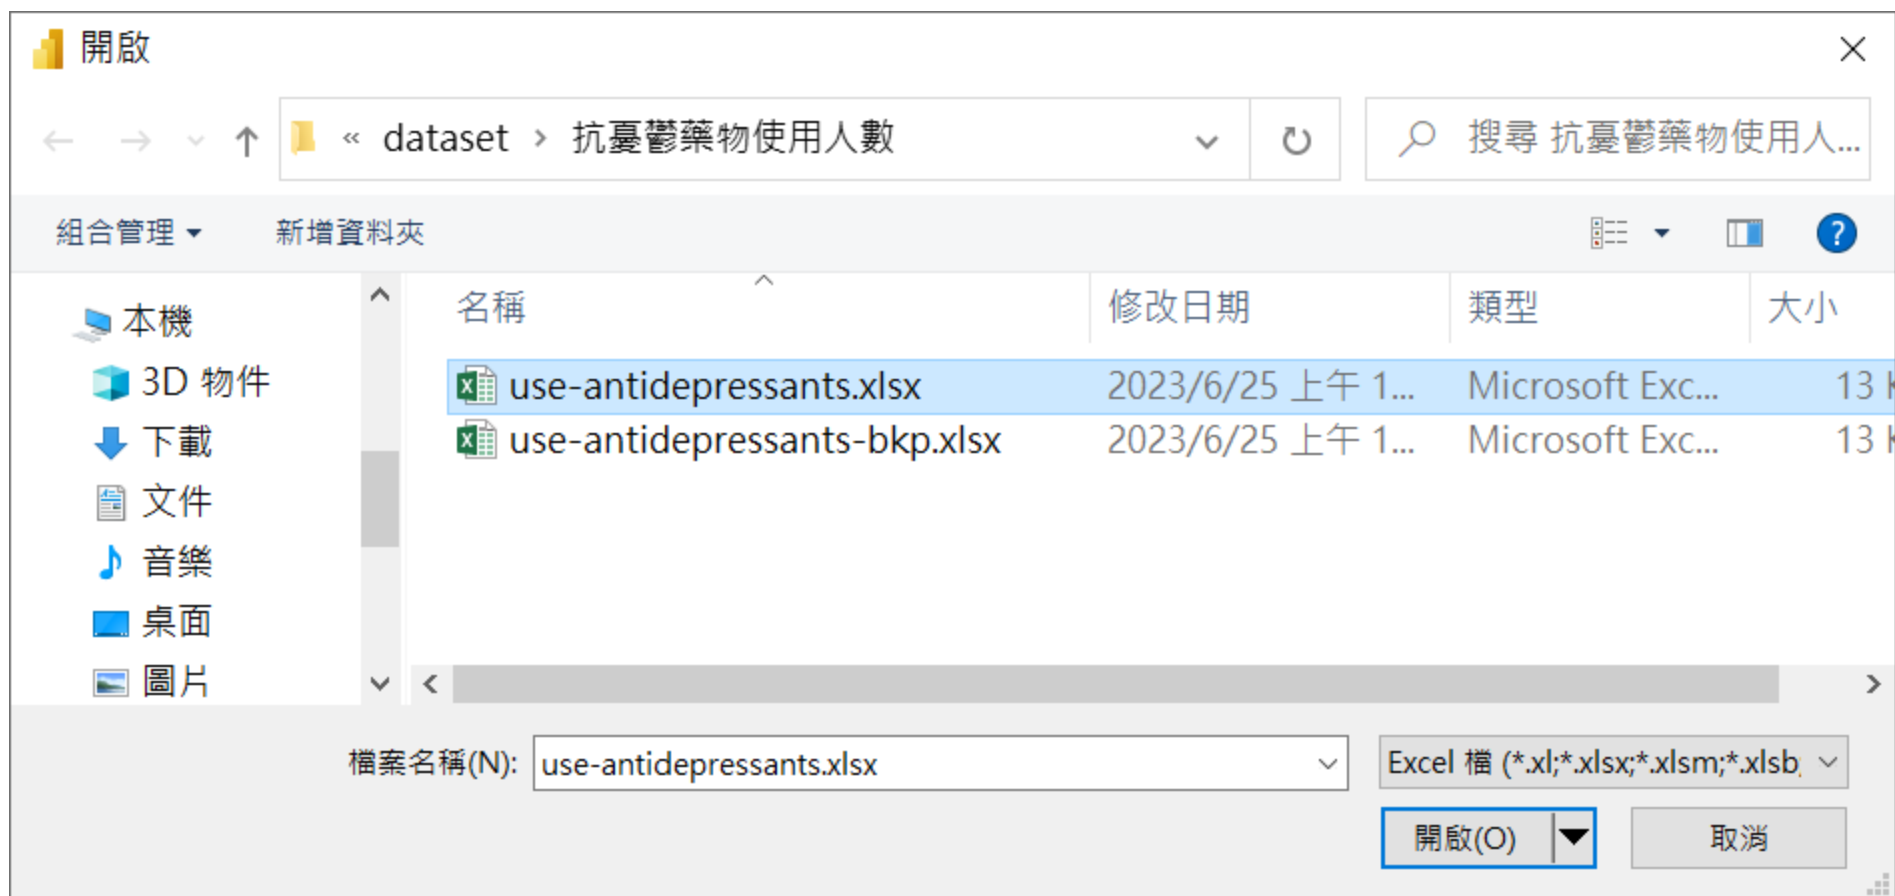 開啟
« dataset › 抗憂鬱藥物使用人數
搜尋 抗憂鬱藥物使用人...
組合管理
新增資料夾
?
名稱 修改日期 類型 大小
本機
3D 物件
下載
文件
音樂
桌面
圖片
use-antidepressants.xlsx 2023/6/25 上午 1... Microsoft Exc... 13
use-antidepressants-bkp.xlsx 2023/6/25 上午 1... Microsoft Exc... 13
檔案名稱(N): use-antidepressants.xlsx
Excel 檔 (*.xl;*.xlsx;*.xlsm;*.xlsb;
開啟(O) 取消